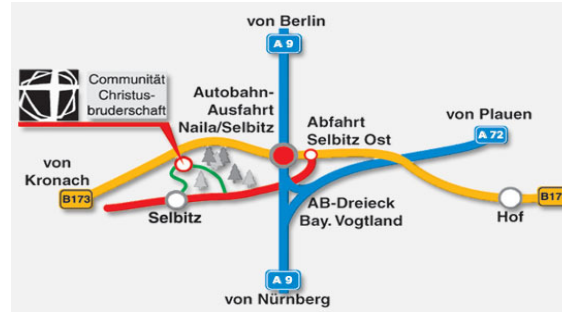 von Berlin
A 9
Communität
Christus-
bruderschaft
Autobahn-
Ausfahrt
Naila/Selbitz
Abfahrt
Selbitz Ost
von Plauen
A 72
von
Kronach
B173
Selbitz
AB-Dreieck
Bay. Vogtland
Hof
B17
A 9
von Nürnberg